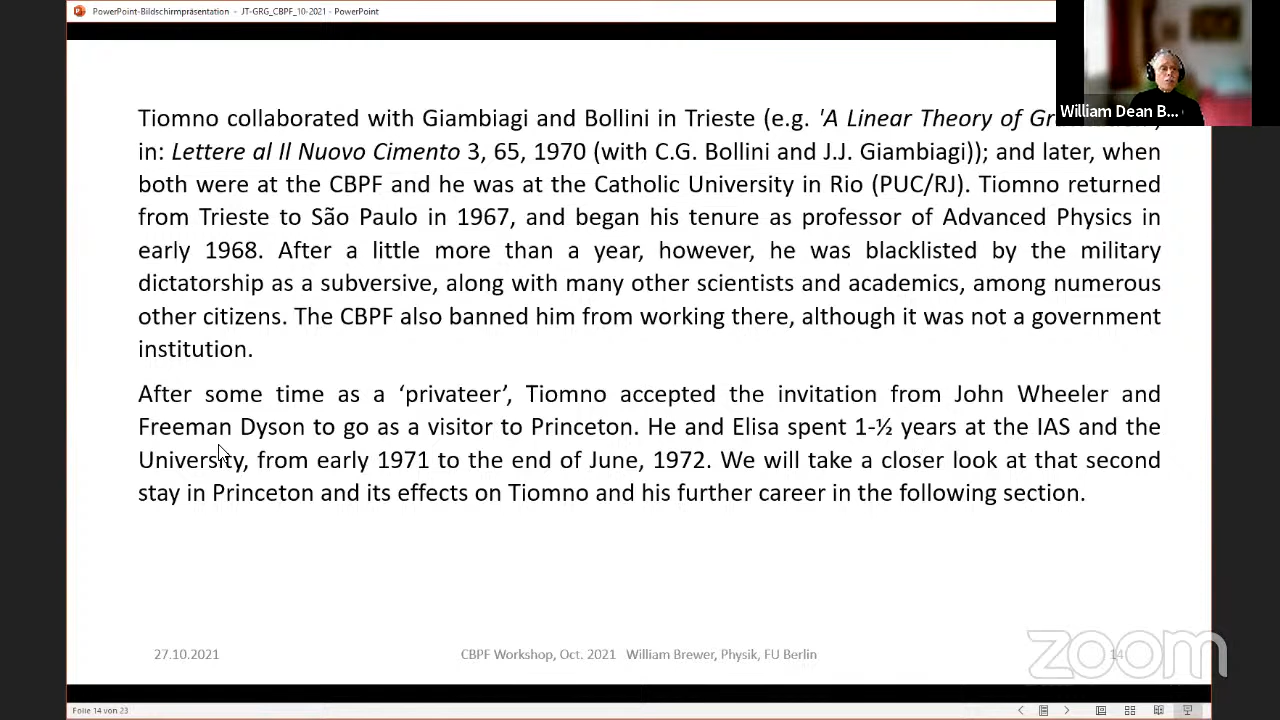 PowerPoint-Bildschirmpräsentation - JT-GRG_CBPF_10-2021 - PowerPoint
William Dean B...
Tiomno collaborated with Giambiagi and Bollini in Trieste (e.g. 'A Linear Theory of
in: Lettere al Il Nuovo Cimento 3, 65, 1970 (with C.G. Bollini and J.J. Giambiagi)); and later, when
both were at the CBPF and he was at the Catholic University in Rio (PUC/RJ). Tiomno returned
from Trieste to São Paulo in 1967, and began his tenure as professor of Advanced Physics in
early 1968. After a little more than a year, however, he was blacklisted by the military
dictatorship as a subversive, along with many other scientists and academics, among numerous
other citizens. The CBPF also banned him from working there, although it was not a government
institution.
After some time as a ‘privateer’, Tiomno accepted the invitation from John Wheeler and
Freeman Dyson to go as a visitor to Princeton. He and Elisa spent 1-½ years at the IAS and the
University, from early 1971 to the end of June, 1972. We will take a closer look at that second
stay in Princeton and its effects on Tiomno and his further career in the following section.
27.10.2021
CBPF Workshop, Oct. 2021 William Brewer, Physik, FU Berlin
14
zoom
Folie 14 von 23